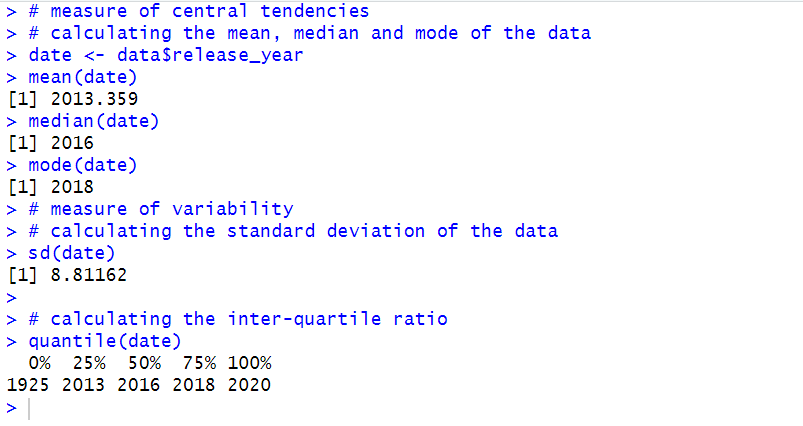 > # measure of central tendencies
> # calculating the mean, median and mode of the data
> date <- data$release_year
> mean(date)
[1] 2013.359
> median(date)
[1] 2016
> mode(date)
[1] 2018
> # measure of variability
> # calculating the standard deviation of the data
> sd(date)
[1] 8.81162
>
> # calculating the inter-quartile ratio
> quantile(date)
  0%  25%  50%  75% 100%
1925 2013 2016 2018 2020
>